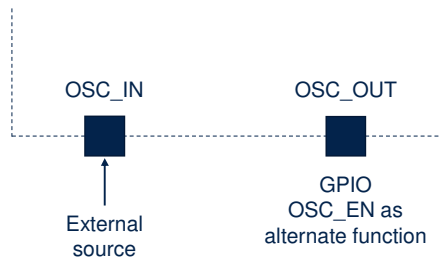 OSC_IN
OSC_OUT
External
source
GPIO
OSC_EN as
alternate function